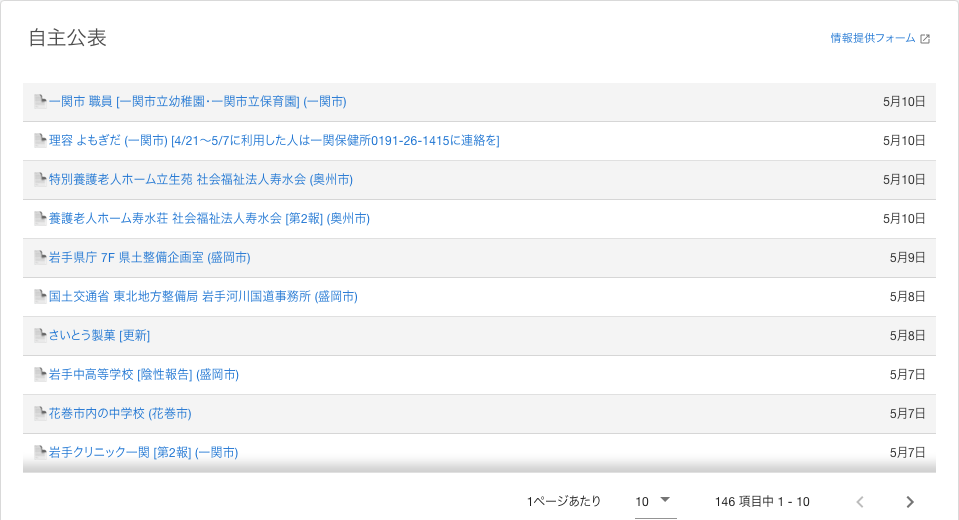 自主公表
情報提供フォーム
一関市 職員 [一関市立幼稚園･一関市立保育園] (一関市) 5月10日
理容 よもぎだ (一関市) [4/21～5/7に利用した人は一関保健所0191-26-1415に連絡を] 5月10日
特別養護老人ホーム立生苑 社会福祉法人寿水会 (奥州市) 5月10日
養護老人ホーム寿水荘 社会福祉法人寿水会 [第2報] (奥州市) 5月10日
岩手県庁 7F 県土整備企画室 (盛岡市) 5月9日
国土交通省 東北地方整備局 岩手河川国道事務所 (盛岡市) 5月8日
さいとう製菓 [更新] 5月8日
岩手中高等学校 [陰性報告] (盛岡市) 5月7日
花巻市内の中学校 (花巻市) 5月7日
岩手クリニック一関 [第2報] (一関市) 5月7日
1ページあたり 10 146 項目中 1 - 10